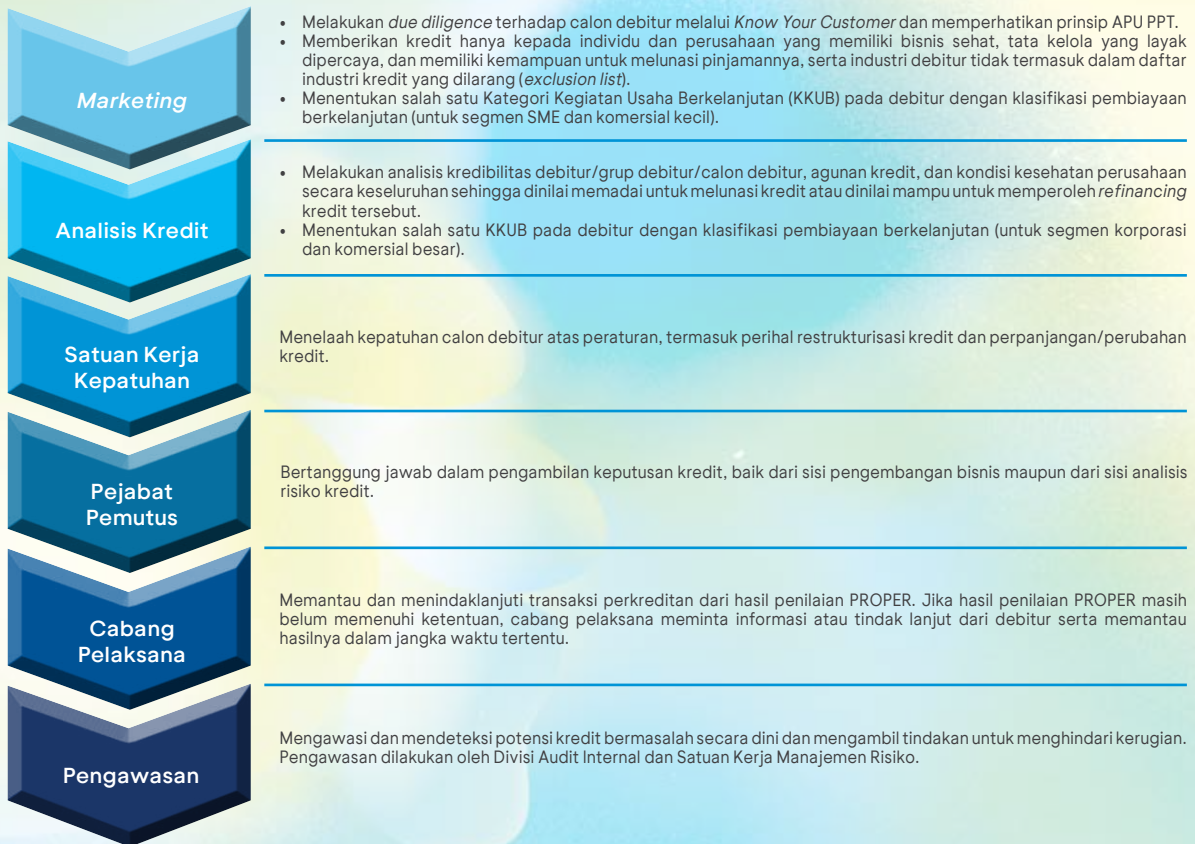 Marketing
• Melakukan due diligence terhadap calon debitur melalui Know Your Customer dan memperhatikan prinsip APU PPT.
• Memberikan kredit hanya kepada individu dan perusahaan yang memiliki bisnis sehat, tata kelola yang layak
dipercaya, dan memiliki kemampuan untuk melunasi pinjamannya, serta industri debitur tidak termasuk dalam daftar
industri kredit yang dilarang (exclusion list).
• Menentukan salah satu Kategori Kegiatan Usaha Berkelanjutan (KKUB) pada debitur dengan klasifikasi pembiayaan
berkelanjutan (untuk segmen SME dan komersial kecil).
Analisis Kredit
• Melakukan analisis kredibilitas debitur/grup debitur/calon debitur, agunan kredit, dan kondisi kesehatan perusahaan
secara keseluruhan sehingga dinilai memadai untuk melunasi kredit atau dinilai mampu untuk memperoleh refinancing
kredit tersebut.
• Menentukan salah satu KKUB pada debitur dengan klasifikasi pembiayaan berkelanjutan (untuk segmen korporasi
dan komersial besar).
Satuan Kerja
Kepatuhan
Menelaah kepatuhan calon debitur atas peraturan, termasuk perihal restrukturisasi kredit dan perpanjangan/perubahan
kredit.
Pejabat
Pemutus
Bertanggung jawab dalam pengambilan keputusan kredit, baik dari sisi pengembangan bisnis maupun dari sisi analisis
risiko kredit.
Cabang
Pelaksana
Memantau dan menindaklanjuti transaksi perkreditan dari hasil penilaian PROPER. Jika hasil penilaian PROPER masih
belum memenuhi ketentuan, cabang pelaksana meminta informasi atau tindak lanjut dari debitur serta memantau
hasilnya dalam jangka waktu tertentu.
Pengawasan
Mengawasi dan mendeteksi potensi kredit bermasalah secara dini dan mengambil tindakan untuk menghindari kerugian.
Pengawasan dilakukan oleh Divisi Audit Internal dan Satuan Kerja Manajemen Risiko.